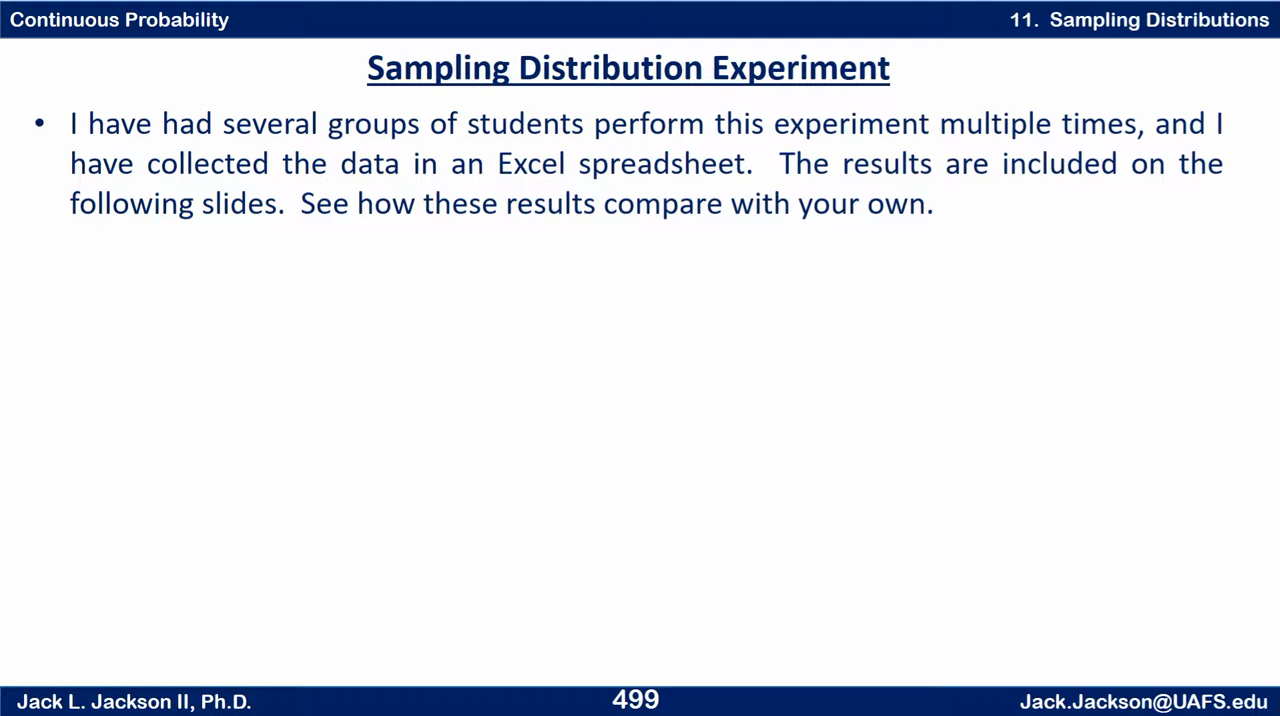 Continuous Probability
11. Sampling Distributions
Sampling Distribution Experiment
• I have had several groups of students perform this experiment multiple times, and I
have collected the data in an Excel spreadsheet. The results are included on the
following slides. See how these results compare with your own.
Jack L. Jackson II, Ph.D.
499
Jack.Jackson@UAFS.edu